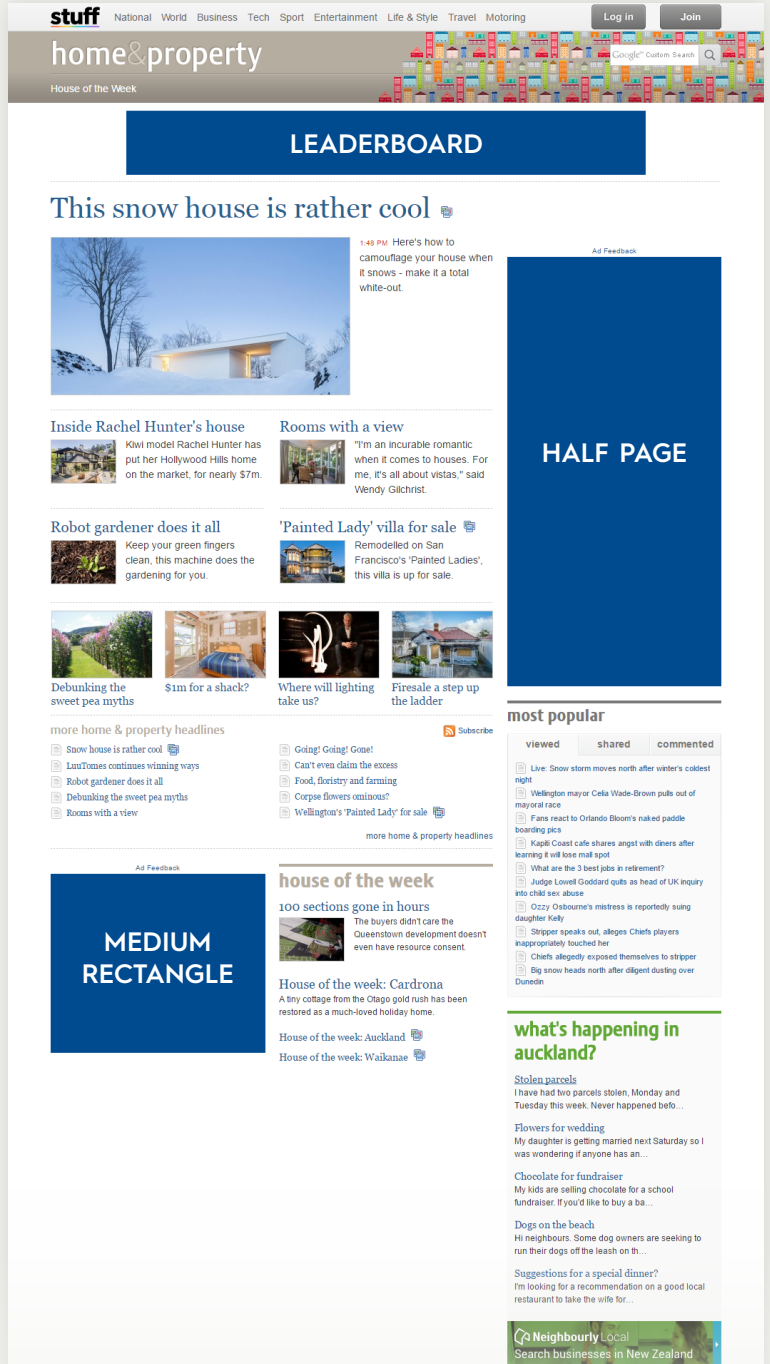 stuff National World Business Tech Sport Entertainment Life & Style Travel Motoring Log in Join
home&property
Google™ Custom Search
House of the Week
LEADERBOARD
This snow house is rather cool
1:48 PM Here's how to
camouflage your house when
it snows - make it a total
white-out.
Ad Feedback
HALF PAGE
Inside Rachel Hunter's house
Kiwi model Rachel Hunter has
put her Hollywood Hills home
on the market, for nearly $7m.
Rooms with a view
"I'm an incurable romantic
when it comes to houses. For
me, it's all about vistas," said
Wendy Gilchrist.
Robot gardener does it all
Keep your green fingers
clean, this machine does the
gardening for you.
'Painted Lady' villa for sale
Remodelled on San
Francisco's 'Painted Ladies',
this villa is up for sale.
Debunking the
sweet pea myths
$1m for a shack?
Where will lighting
take us?
Firesale a step up
the ladder
more home & property headlines
Subscribe
Snow house is rather cool
LuuTomes continues winning ways
Robot gardener does it all
Debunking the sweet pea myths
Rooms with a view
Going! Going! Gone!
Can't even claim the excess
Food, floristry and farming
Corpse flowers ominous?
Wellington's 'Painted Lady' for sale
more home & property headlines
Ad Feedback
MEDIUM
RECTANGLE
house of the week
100 sections gone in hours
The buyers didn't care the
Queenstown development doesn't
even have resource consent.
House of the week: Cardrona
A tiny cottage from the Otago gold rush has been
restored as a much-loved holiday home.
House of the week: Auckland
House of the week: Waikanae
most popular
viewed shared commented
Live: Snow storm moves north after winter's coldest
night
Wellington mayor Celia Wade-Brown pulls out of
mayoral race
Fans react to Orlando Bloom's naked paddle
boarding pics
Kapiti Coast cafe shares angst with diners after
learning it will lose mall spot
What are the 3 best jobs in retirement?
Judge Lowell Goddard quits as head of UK inquiry
into child sex abuse
Ozzy Osbourne's mistress is reportedly suing
daughter Kelly
Stripper speaks out, alleges Chiefs players
inappropriately touched her
Chiefs allegedly exposed themselves to stripper
Big snow heads north after diligent dusting over
Dunedin
what's happening in
auckland?
Stolen parcels
I have had two parcels stolen, Monday and
Tuesday this week. Never happened befo...
Flowers for wedding
My daughter is getting married next Saturday so I
was wondering if anyone has an...
Chocolate for fundraiser
My kids are selling chocolate for a school
fundraiser. If you'd like to buy a ba...
Dogs on the beach
Hi neighbours. Some dog owners are seeking to
run their dogs off the leash on th...
Suggestions for a special dinner?
I'm looking for a recommendation on a good local
restaurant to take the wife for...
Neighbourly Local
Search businesses in New Zealand